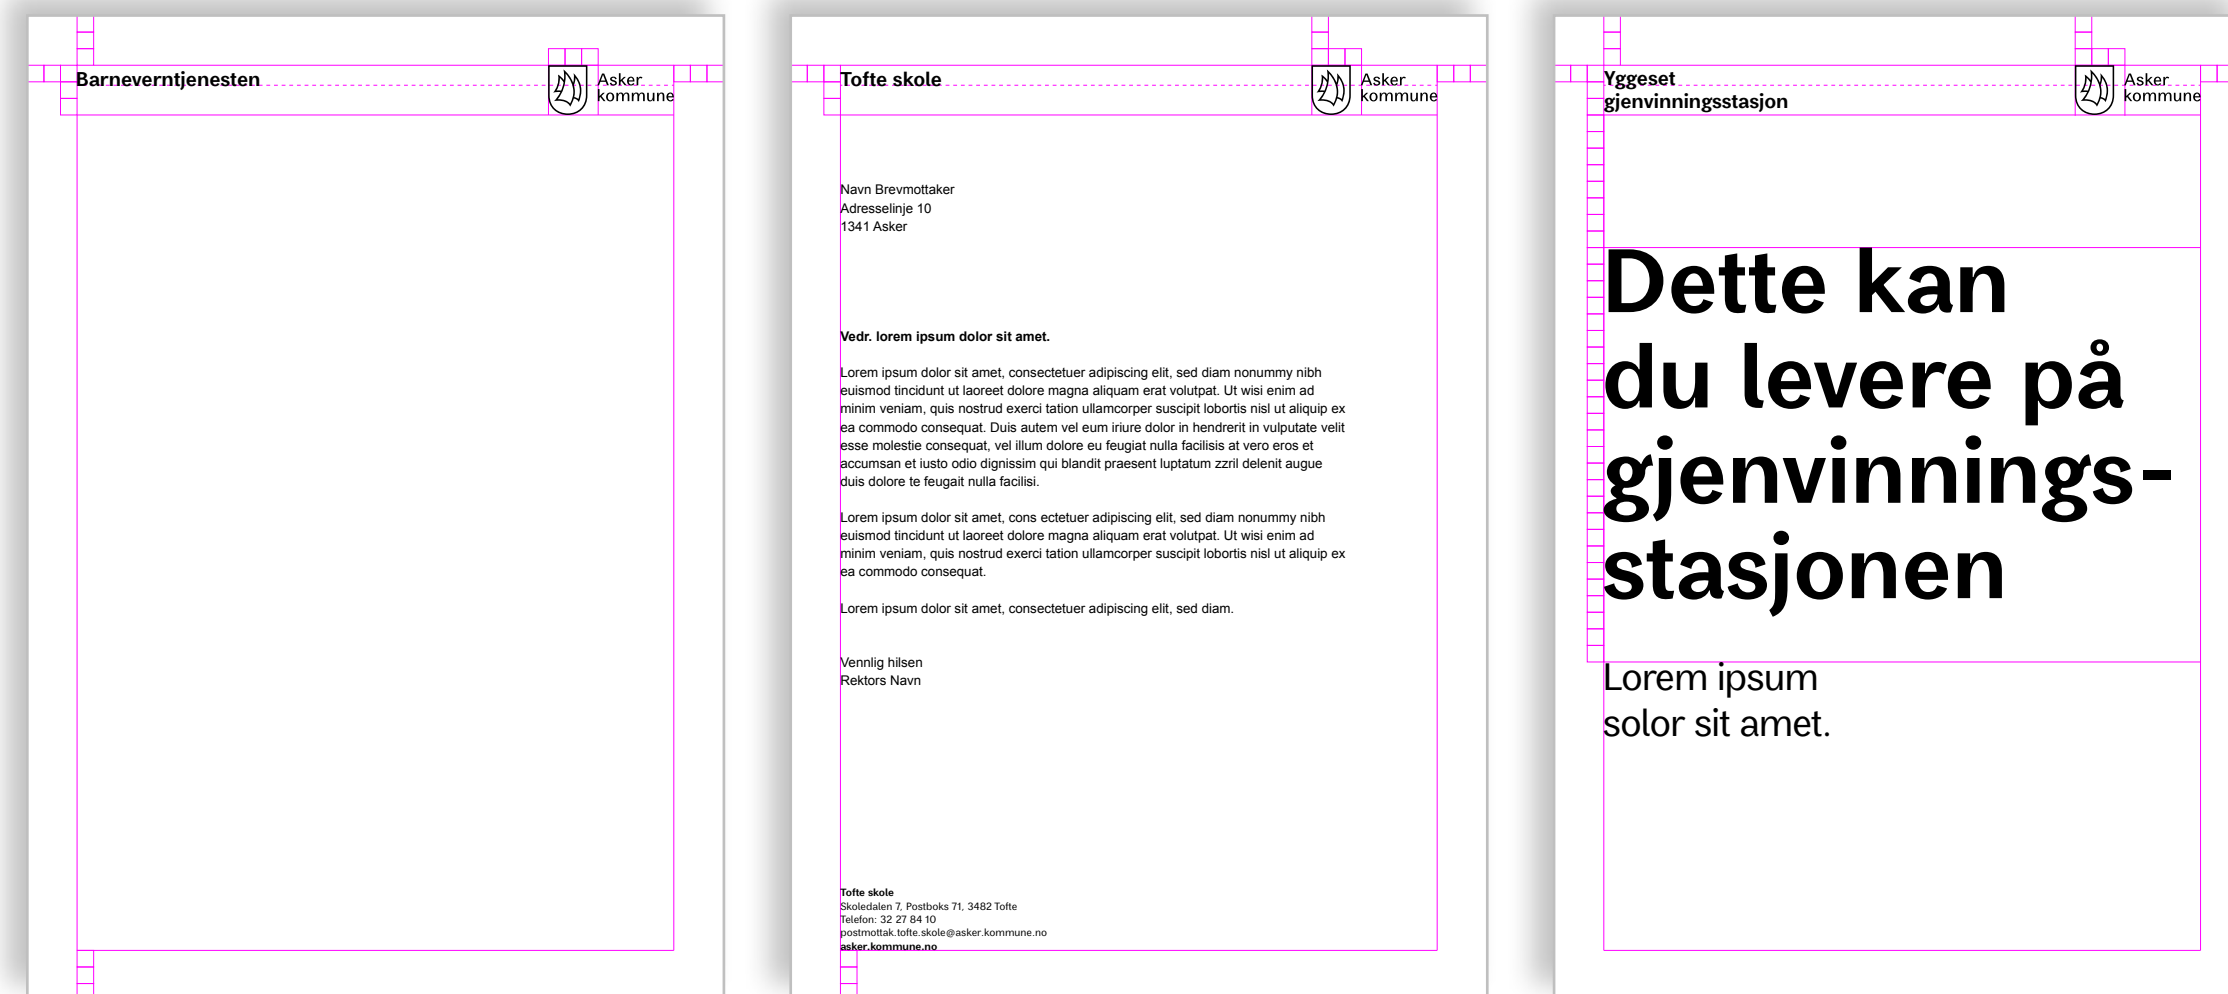 Barneverntjenesten
Asker
kommune
Tofte skole
Asker
kommune
Navn Brevmottaker
Adresselinje 10
1341 Asker
Vedr. lorem ipsum dolor sit amet.
Lorem ipsum dolor sit amet, consectetuer adipiscing elit, sed diam nonummy nibh
euismod tincidunt ut laoreet dolore magna aliquam erat volutpat. Ut wisi enim ad
minim veniam, quis nostrud exerci tation ullamcorper suscipit lobortis nisl ut aliquip ex
ea commodo consequat. Duis autem vel eum iriure dolor in hendrerit in vulputate velit
esse molestie consequat, vel illum dolore eu feugiat nulla facilisis at vero eros et
accumsan et iusto odio dignissim qui blandit praesent luptatum zzril delenit augue
duis dolore te feugait nulla facilisi.
Lorem ipsum dolor sit amet, cons ectetuer adipiscing elit, sed diam nonummy nibh
euismod tincidunt ut laoreet dolore magna aliquam erat volutpat. Ut wisi enim ad
minim veniam, quis nostrud exerci tation ullamcorper suscipit lobortis nisl ut aliquip ex
ea commodo consequat.
Lorem ipsum dolor sit amet, consectetuer adipiscing elit, sed diam.
Vennlig hilsen
Rektors Navn
Tofte skole
Skoledalen 7, Postboks 71, 3482 Tofte
Telefon: 32 27 84 10
postmottak.tofte.skole@asker.kommune.no
asker.kommune.no
Yggeset
gjenvinningsstasjon
Asker
kommune
Dette kan
du levere på
gjenvinnings-
stasjonen
Lorem ipsum
solor sit amet.